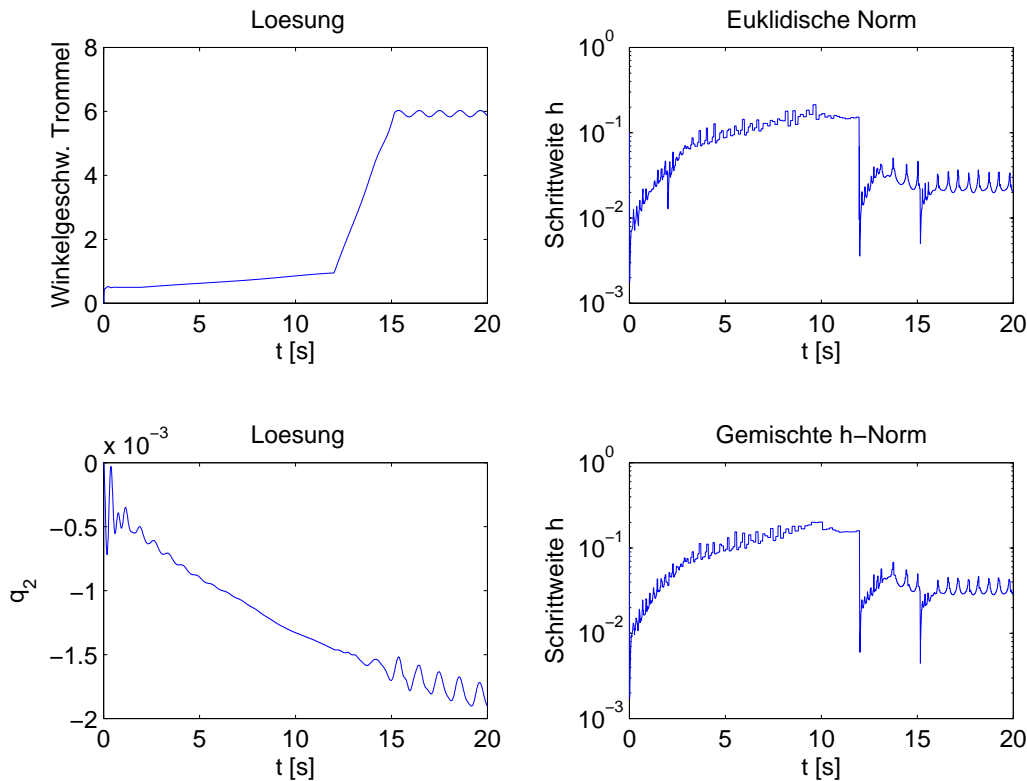 Loesung
Winkelgeschw. Trommel
8
6
4
2
0
0 5 10 15 20
t [s]
Euklidische Norm
Schrittweite h
10^0
10^−1
10^−2
10^−3
0 5 10 15 20
t [s]
Loesung
x 10^−3
q_2
0
−0.5
−1
−1.5
−2
0 5 10 15 20
t [s]
Gemischte h−Norm
Schrittweite h
10^0
10^−1
10^−2
10^−3
0 5 10 15 20
t [s]